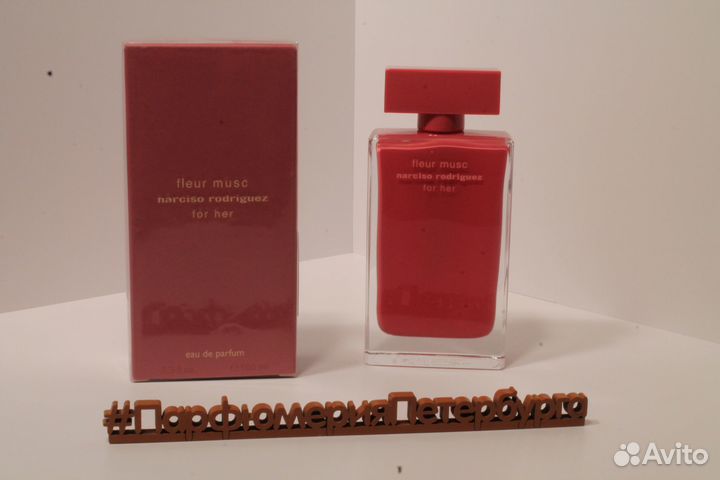 fleur musc
narciso rodriguez
for her
eau de parfum
fleur musc
narciso rodriguez
for her
#ПарфюмерияПетербурга
Avito